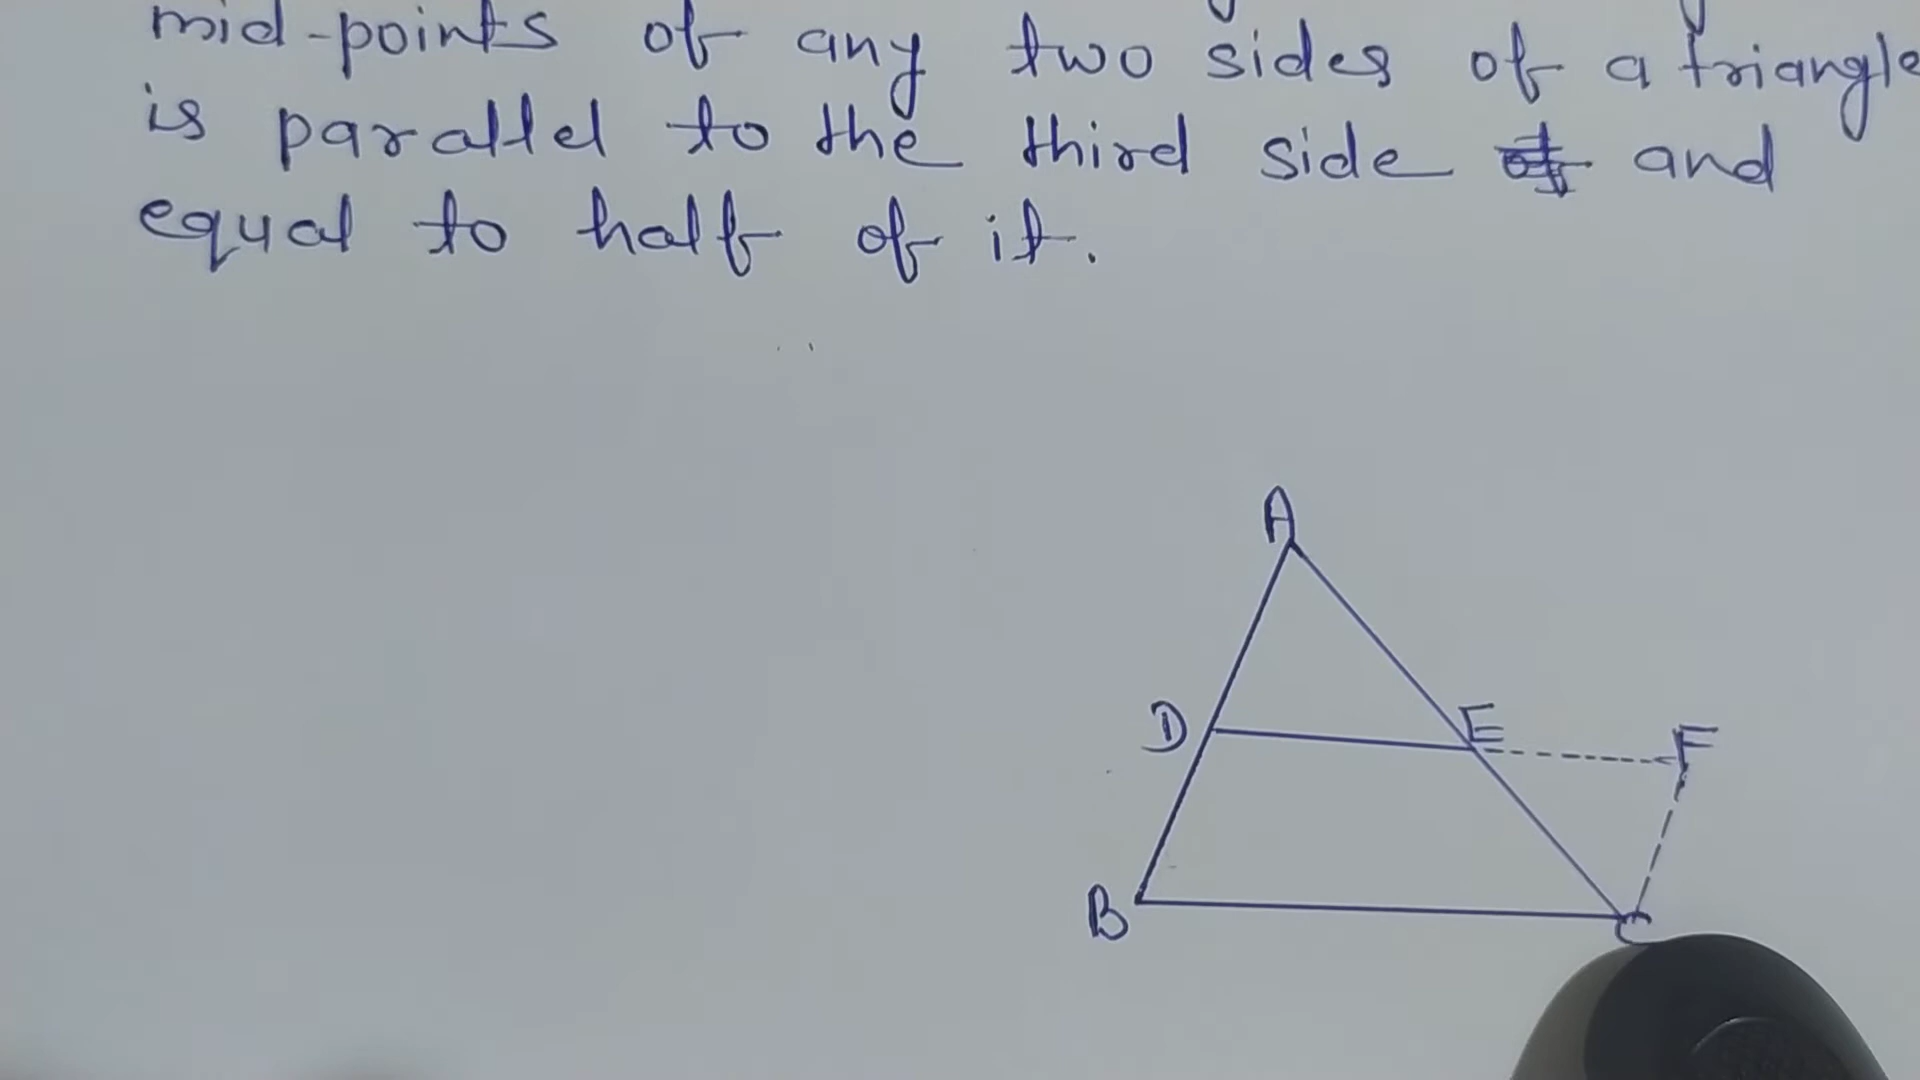 mid-points of any two sides of a triangle
is parallel to the third side and
equal to half of it.
A
D E F
B C